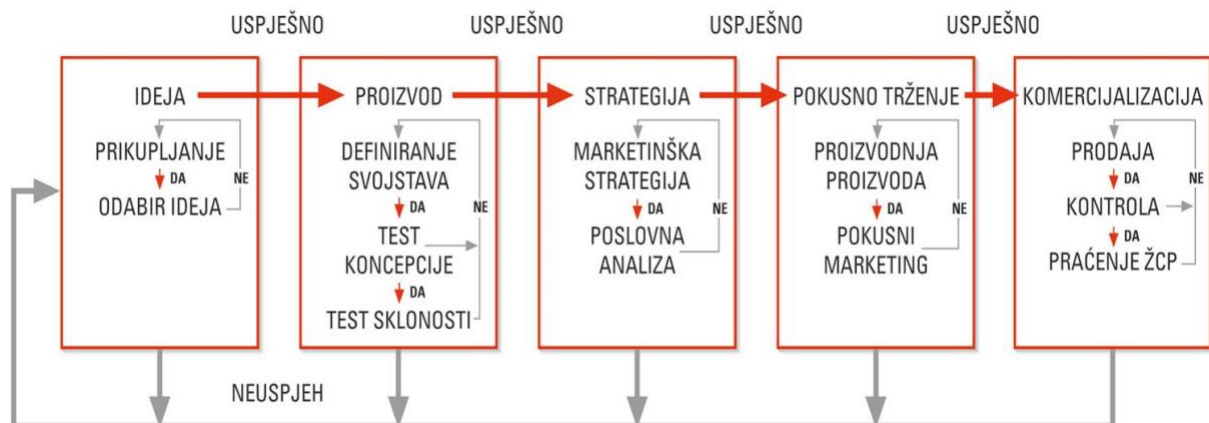 USPJEŠNO USPJEŠNO USPJEŠNO USPJEŠNO
IDEJA
PRIKUPLJANJE
DA NE
ODABIR IDEJA
PROIZVOD
DEFINIRANJE
SVOJSTAVA
DA NE
TEST
KONCEPCIJE
DA
TEST SKLONOSTI
STRATEGIJA
MARKETINŠKA
STRATEGIJA
DA NE
POSLOVNA
ANALIZA
POKUSNO TRŽENJE
PROIZVODNJA
PROIZVODA
DA NE
POKUSNI
MARKETING
KOMERCIJALIZACIJA
PRODAJA
DA NE
KONTROLA
DA
PRAĆENJE ŽCP
NEUSPJEH